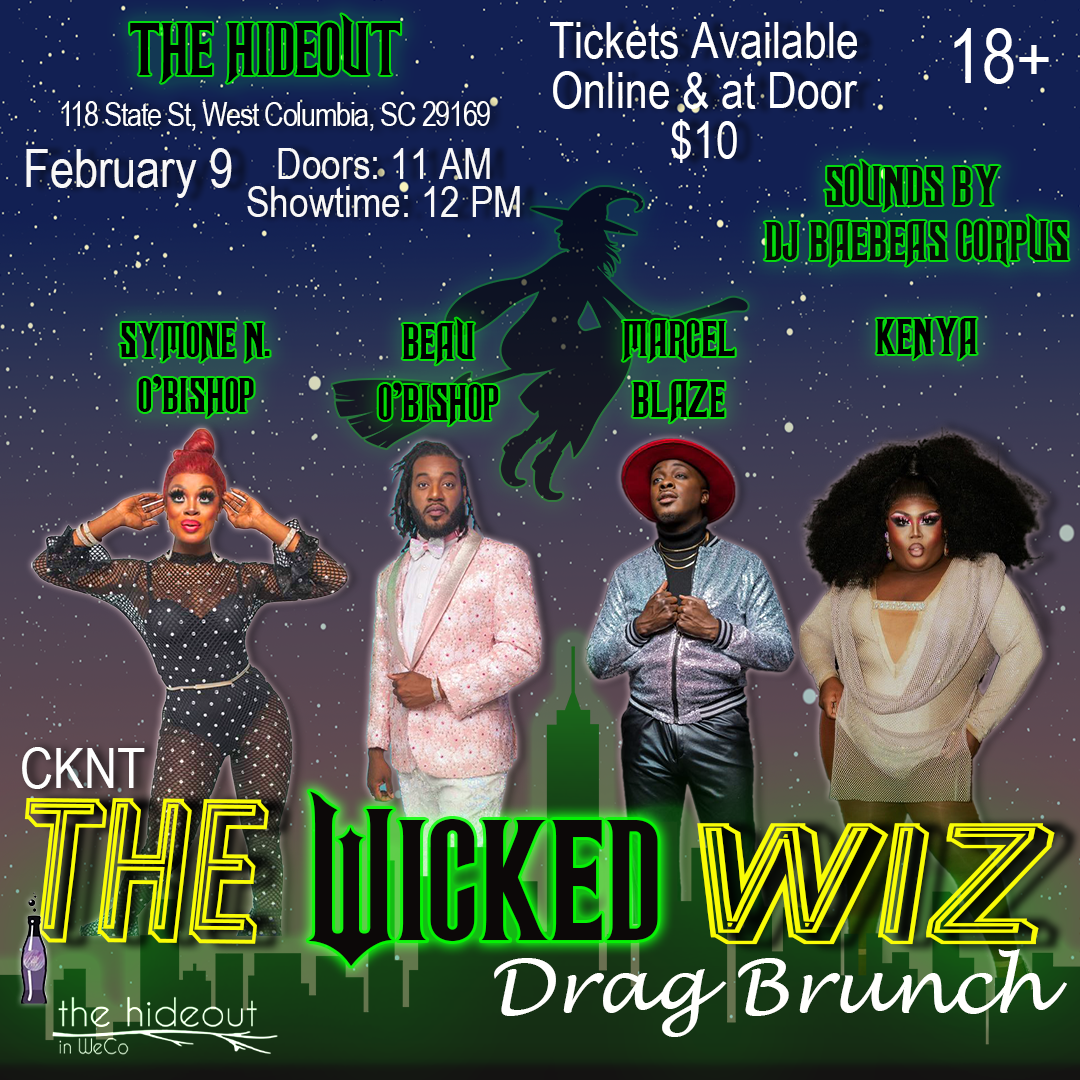 THE HIDEOUT
118 State St, West Columbia, SC 29169
February 9
Doors: 11 AM
Showtime: 12 PM
Tickets Available
Online & at Door
$10
18+
SOUNDS BY
DJ BAEBEAS CORPUS
SYMONE N.
O'BISHOP
BEAU
O'BISHOP
MARCEL
BLAZE
KENYA
CKNT
THE WICKED WIZ
Drag Brunch
the hideout
in WeCo